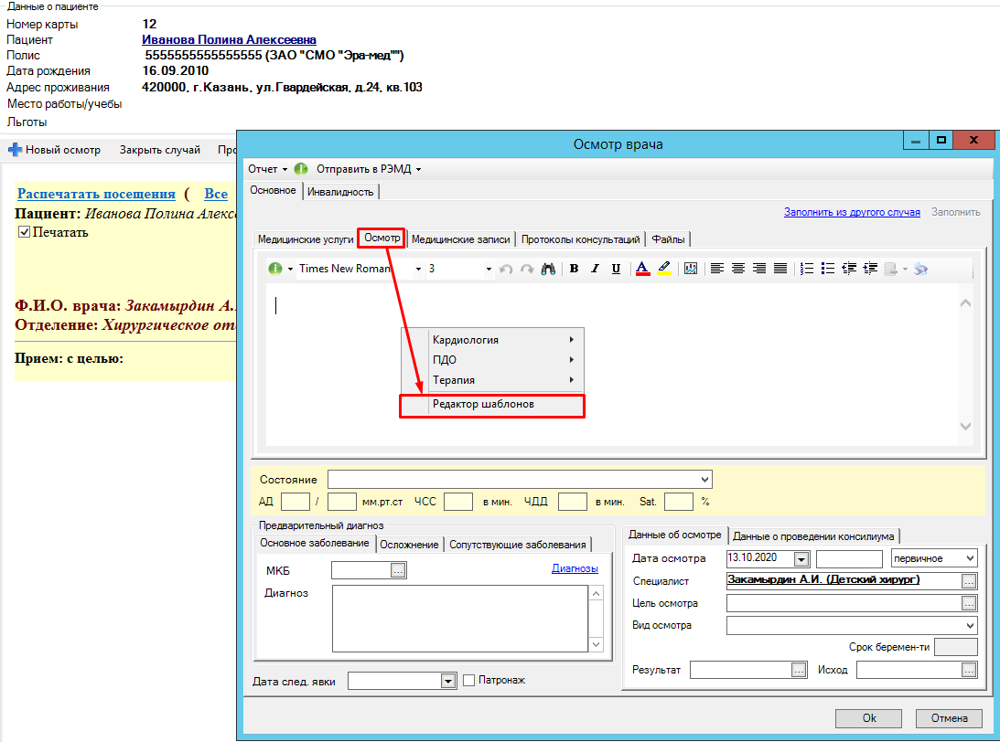 Данные о пациенте
Номер карты 12
Пациент Иванова Полина Алексеевна
Полис 5555555555555555 (ЗАО "СМО "Эра-мед"")
Дата рождения 16.09.2010
Адрес проживания 420000, г.Казань, ул.Гвардейская, д.24, кв.103
Место работы/учебы
Льготы
Новый осмотр Закрыть случай
Распечатать посещения ( Все
Пациент: Иванова Полина
Печатать
Ф.И.О. врача: Закамырдин А.
Отделение: Хирургическое
Прием: с целью:
Осмотр врача
Отчет Отправить в РЭМД
Основное Инвалидность
Заполнить из другого случая Заполнить
Медицинские услуги Осмотр Медицинские записи Протоколы консультаций Файлы
Times New Roman 3 B I U A
Кардиология
ПДО
Терапия
Редактор шаблонов
Состояние
АД / мм.рт.ст ЧСС в мин. ЧДД в мин. Sat. %
Предварительный диагноз
Основное заболевание Осложнение Сопутствующие заболевания
МКБ ... Диагнозы
Диагноз
Дата след. явки Патронаж
Данные об осмотре Данные о проведении консилиума
Дата осмотра 13.10.2020 первичное
Специалист Закамырдин А.И. (Детский хирург) ...
Цель осмотра ...
Вид осмотра
Срок беремен-ти
Результат ... Исход ...
Ok Отмена